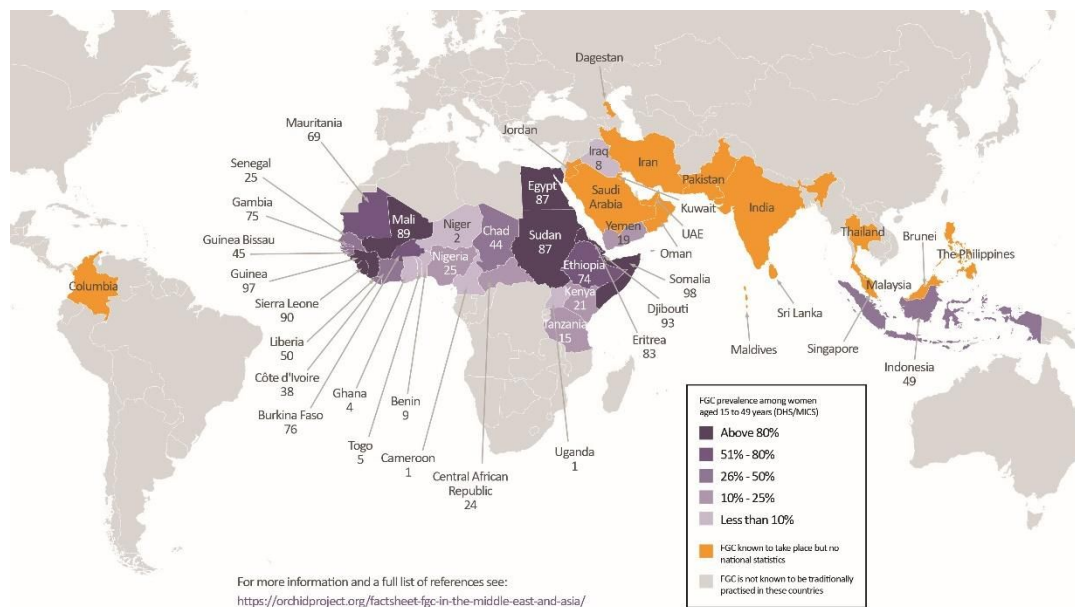 Dagestan
Mauritania
69
Jordan
Iraq
8
Iran
Senegal
25
Egypt
87
Saudi
Arabia
Pakistan
Gambia
75
Mali
89
Niger
2
Chad
44
Kuwait
India
Thailand
Brunei
Guinea Bissau
45
Sudan
87
Yemen
19
UAE
The Philippines
Columbia
Nigeria
25
Oman
Guinea
97
Ethiopia
74
Somalia
98
Malaysia
Sierra Leone
90
Kenya
21
Djibouti
93
Sri Lanka
Liberia
50
Tanzania
15
Eritrea
83
Maldives
Singapore
Indonesia
49
Côte d'Ivoire
38
Ghana
4
Benin
9
Burkina Faso
76
Togo
5
Cameroon
1
Central African
Republic
24
Uganda
1
FGC prevalence among women
aged 15 to 49 years (DHS/MICS)
Above 80%
51% - 80%
26% - 50%
10% - 25%
Less than 10%
FGC known to take place but no
national statistics
FGC is not known to be traditionally
practised in these countries
For more information and a full list of references see:
https://orchidproject.org/factsheet-fgc-in-the-middle-east-and-asia/